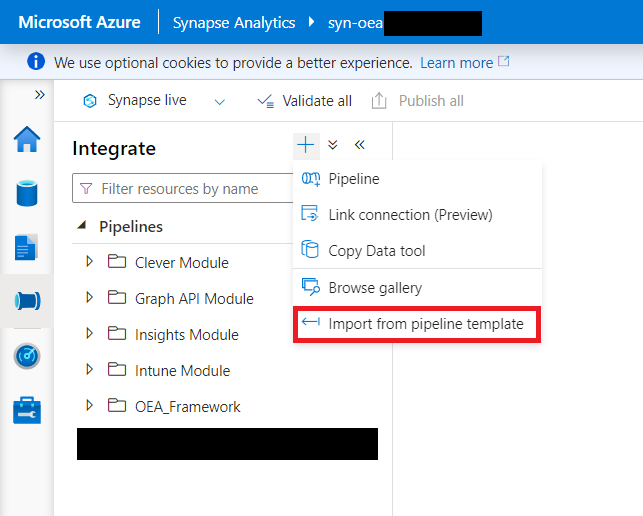 Microsoft Azure
Synapse Analytics
syn-oea
We use optional cookies to provide a better experience. Learn more
Synapse live
Validate all
Publish all
Integrate
Filter resources by name
Pipelines
Clever Module
Graph API Module
Insights Module
Intune Module
OEA_Framework
Pipeline
Link connection (Preview)
Copy Data tool
Browse gallery
Import from pipeline template